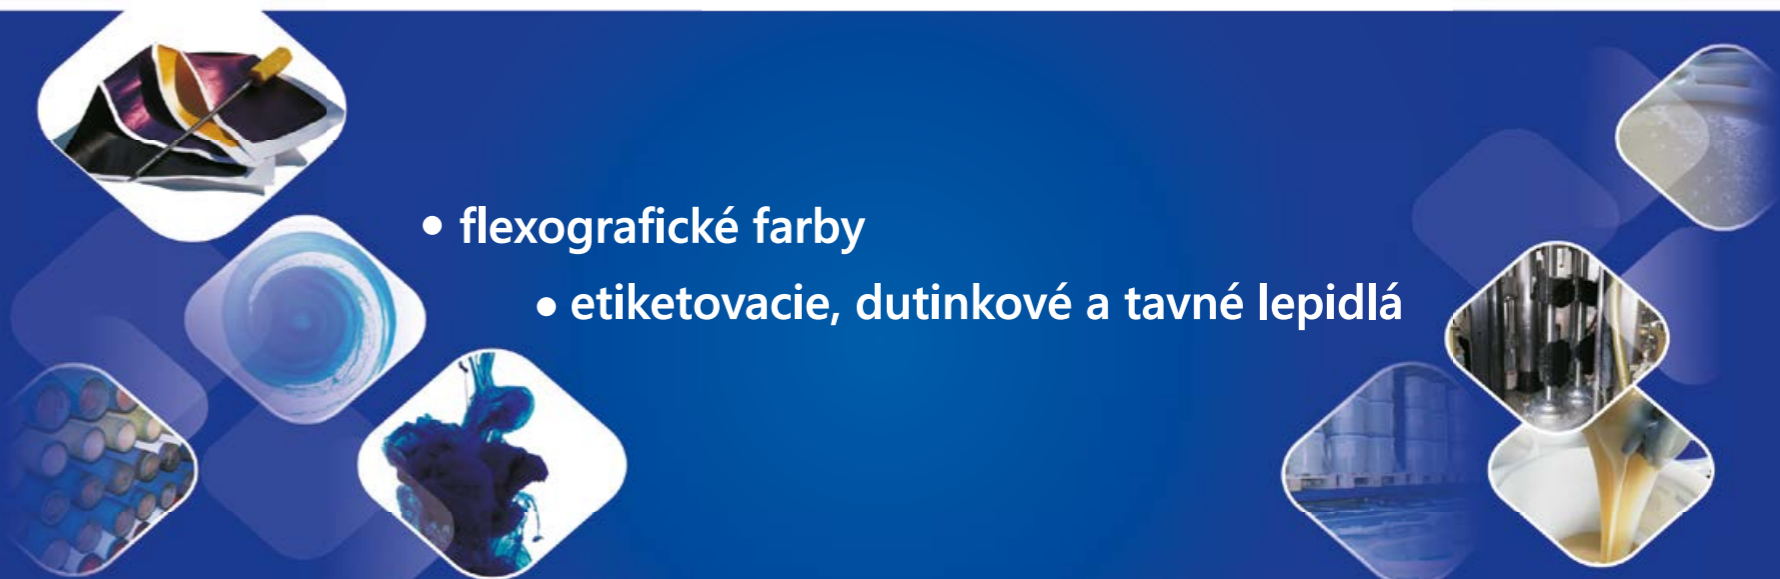 • flexografické farby
• etiketovacie, dutinkové a tavné lepidlá